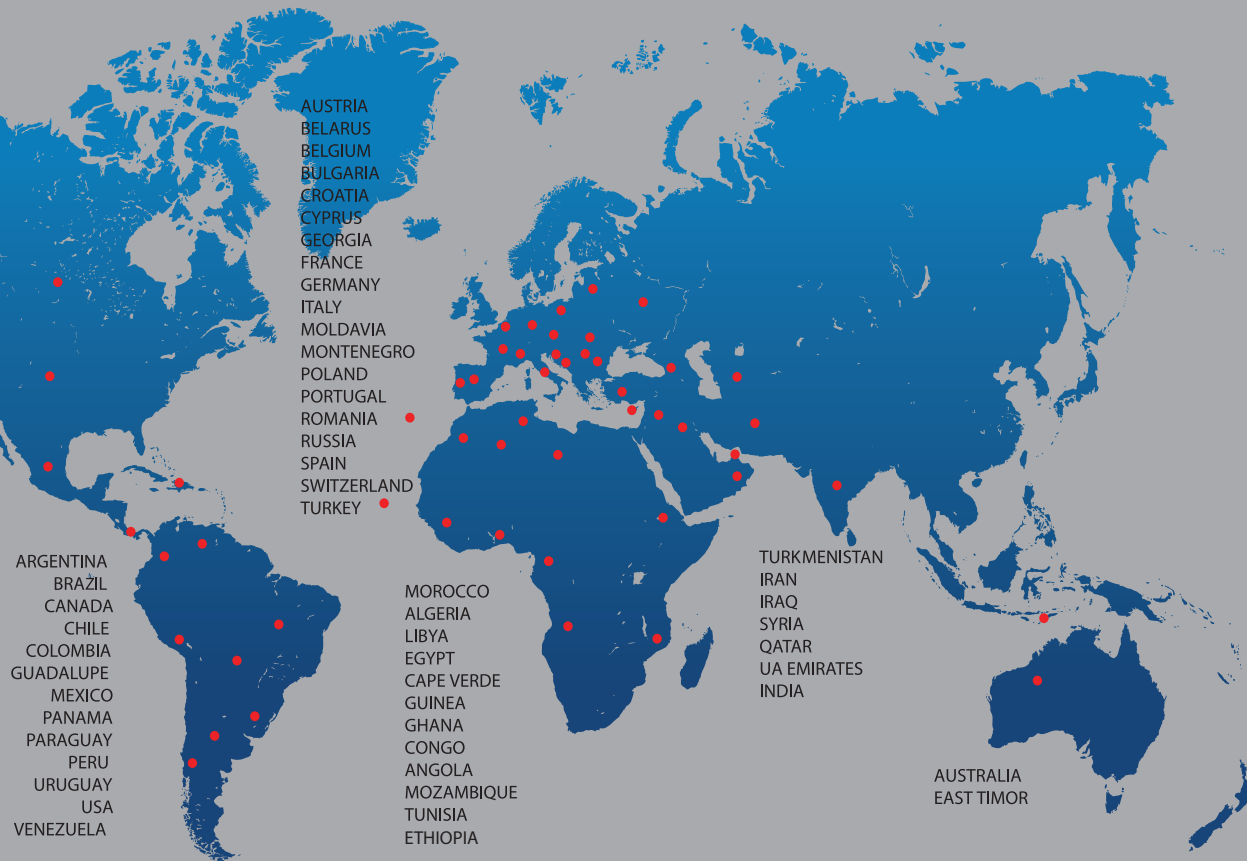 AUSTRIA
BELARUS
BELGIUM
BULGARIA
CROATIA
CYPRUS
GEORGIA
FRANCE
GERMANY
ITALY
MOLDAVIA
MONTENEGRO
POLAND
PORTUGAL
ROMANIA
RUSSIA
SPAIN
SWITZERLAND
TURKEY
ARGENTINA
BRAZIL
CANADA
CHILE
COLOMBIA
GUADALUPE
MEXICO
PANAMA
PARAGUAY
PERU
URUGUAY
USA
VENEZUELA
MOROCCO
ALGERIA
LIBYA
EGYPT
CAPE VERDE
GUINEA
GHANA
CONGO
ANGOLA
MOZAMBIQUE
TUNISIA
ETHIOPIA
TURKMENISTAN
IRAN
IRAQ
SYRIA
QATAR
UA EMIRATES
INDIA
AUSTRALIA
EAST TIMOR